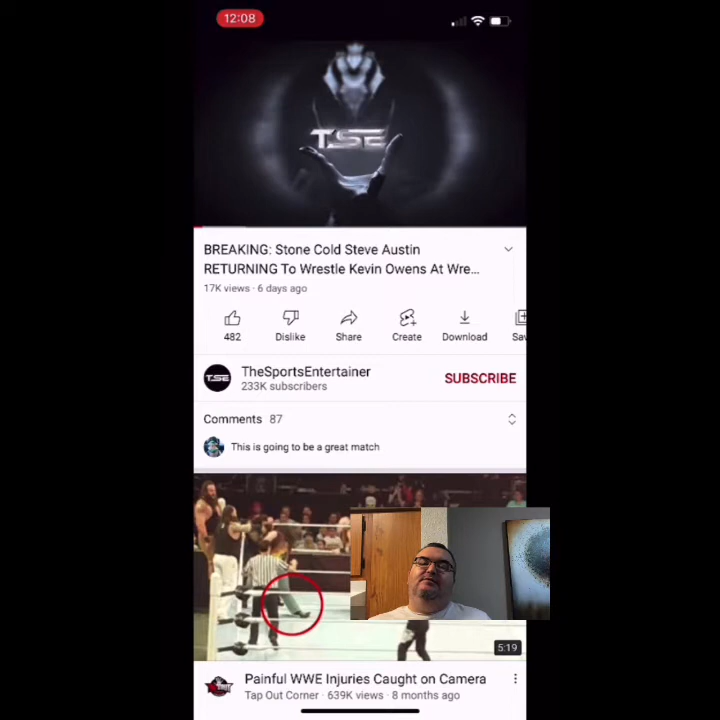 12:08
TSE
BREAKING: Stone Cold Steve Austin
RETURNING To Wrestle Kevin Owens At Wre...
17K views · 6 days ago
482
Dislike
Share
Create
Download
Sav
TSE
TheSportsEntertainer
233K subscribers
SUBSCRIBE
Comments 87
This is going to be a great match
5:19
Painful WWE Injuries Caught on Camera
Tap Out Corner · 639K views · 8 months ago